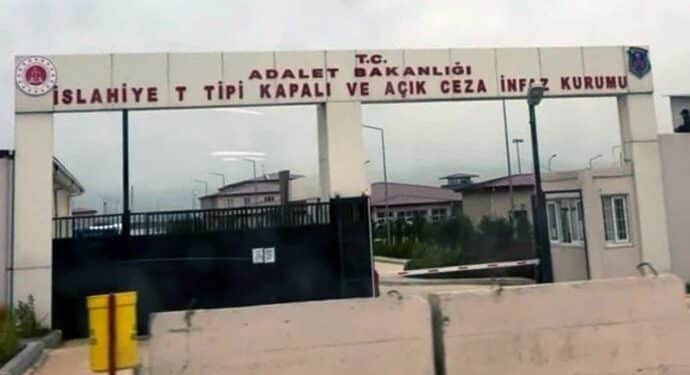 T.C.
ADALET BAKANLIĞI
İSLAHİYE T TİPİ KAPALI VE AÇIK CEZA İNFAZ KURUMU